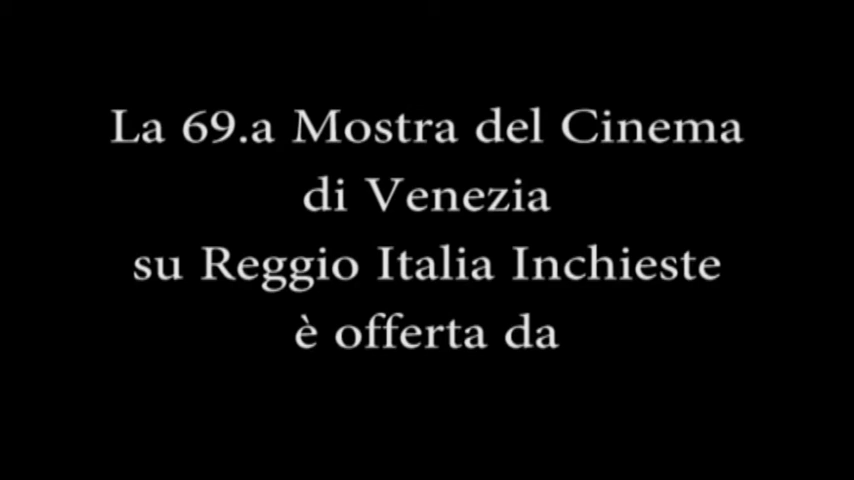 La 69.a Mostra del Cinema
di Venezia
su Reggio Italia Inchieste
è offerta da